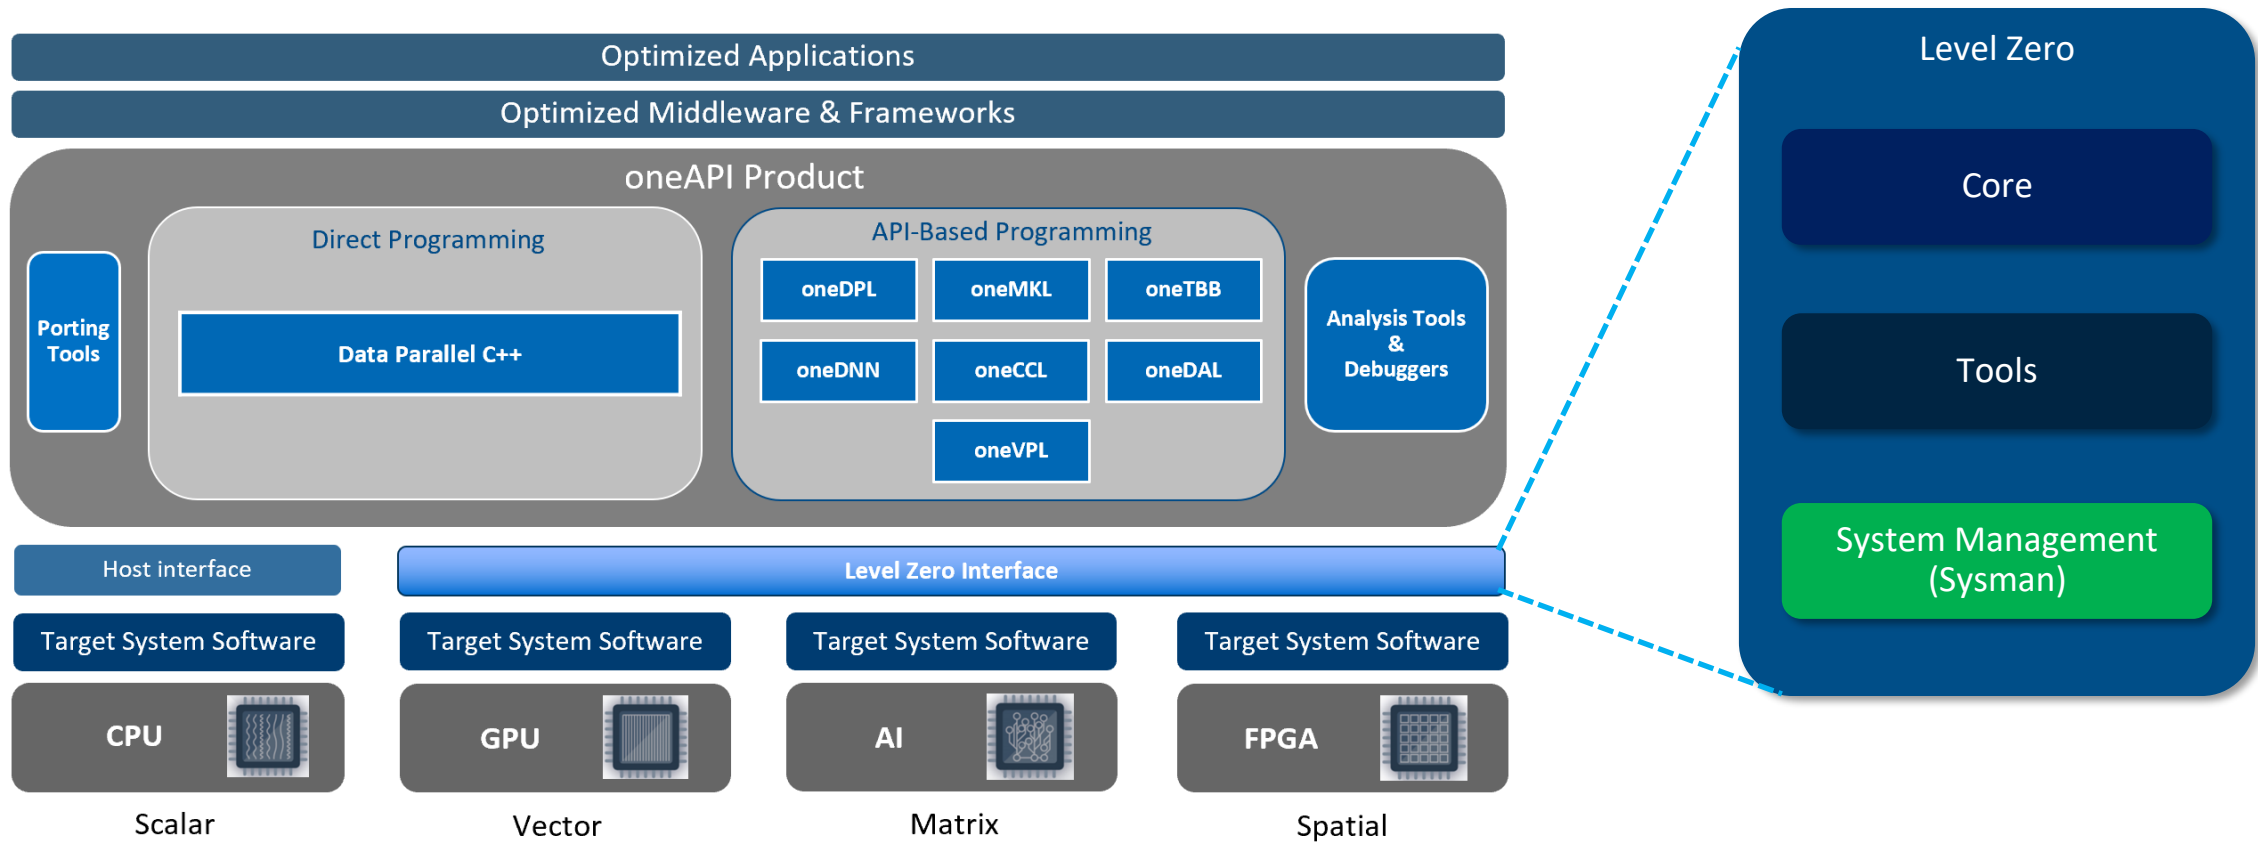 Optimized Applications
Optimized Middleware & Frameworks
oneAPI Product
Porting
Tools
Direct Programming
Data Parallel C++
API-Based Programming
oneDPL
oneMKL
oneTBB
oneDNN
oneCCL
oneDAL
oneVPL
Analysis Tools
&
Debuggers
Host interface
Level Zero Interface
Target System Software
Target System Software
Target System Software
Target System Software
CPU
GPU
AI
FPGA
Scalar
Vector
Matrix
Spatial
Level Zero
Core
Tools
System Management
(Sysman)